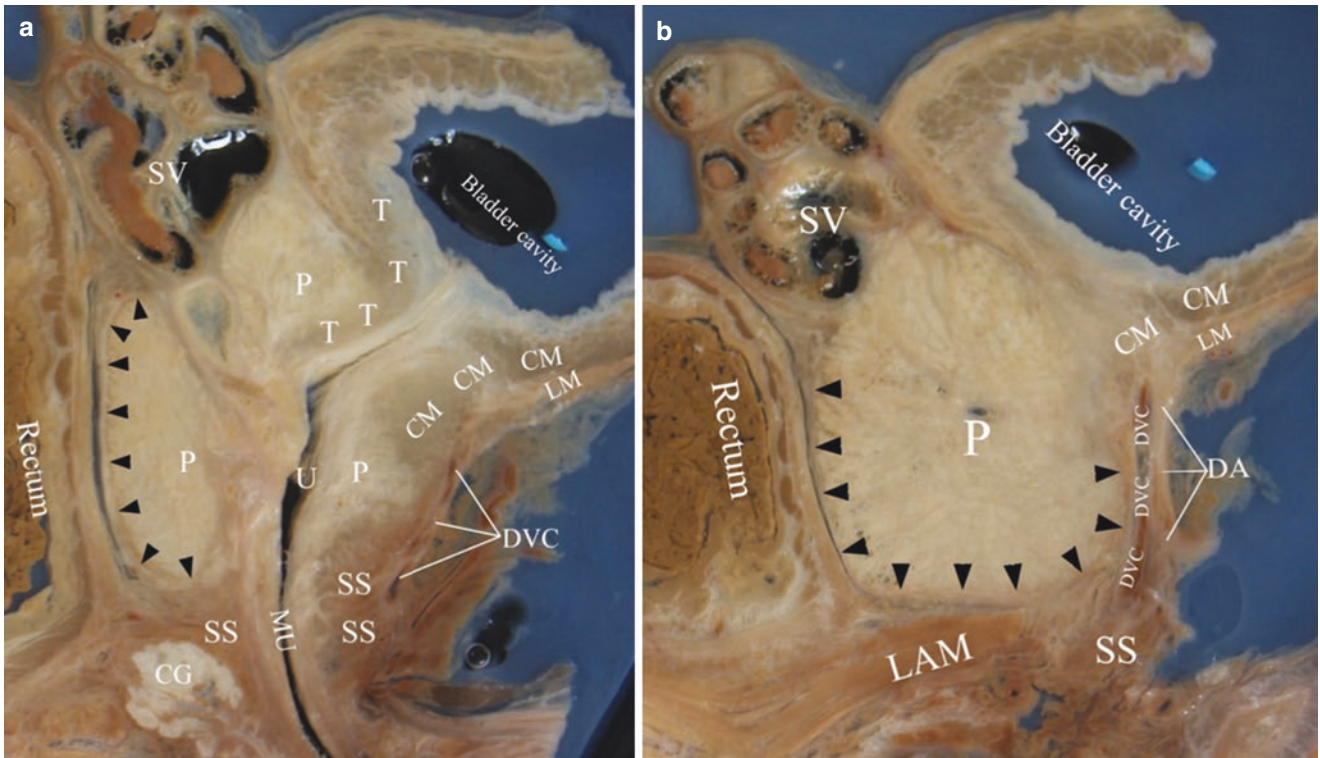 a
SV
Bladder cavity
T
T
P
T
T
CM
CM
LM
CM
Rectum
P
U
P
DVC
SS
SS
SS
MU
CG
b
SV
Bladder cavity
CM
CM
LM
Rectum
P
DVC
DVC
DVC
DA
LAM
SS